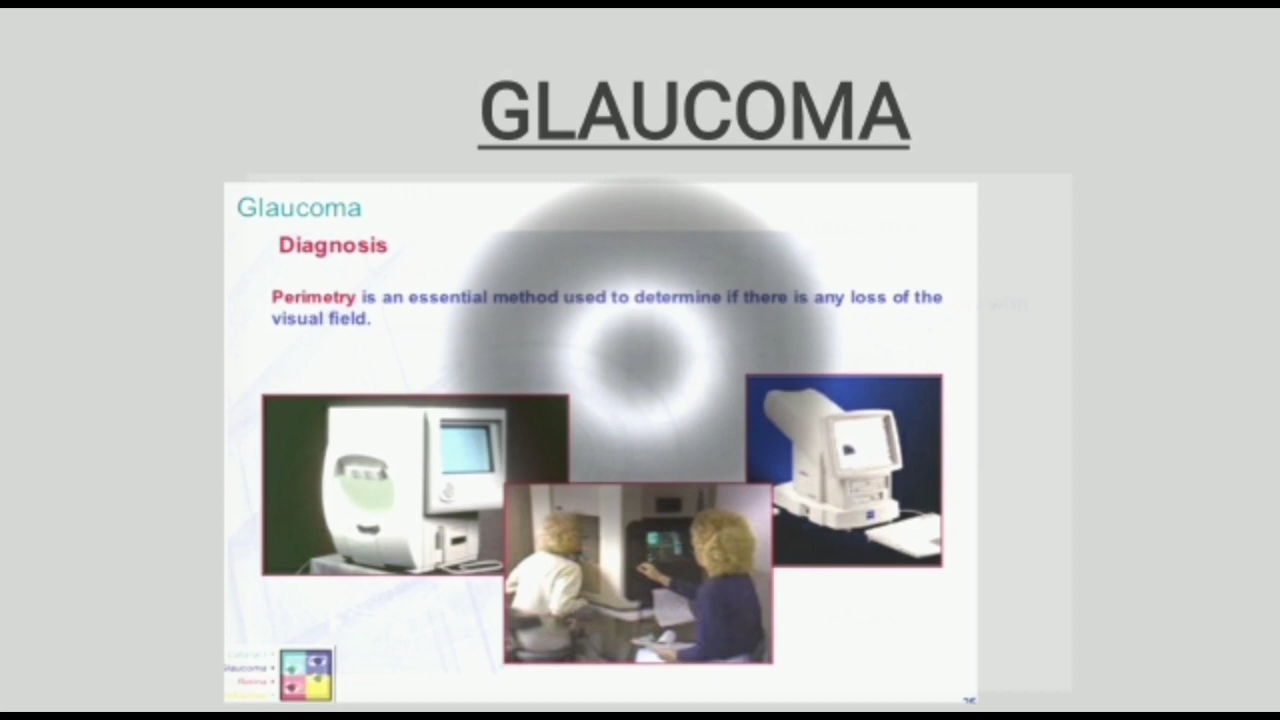 GLAUCOMA
Glaucoma
Diagnosis
Perimetry is an essential method used to determine if there is any loss of the
visual field.
Glaucoma
Retina